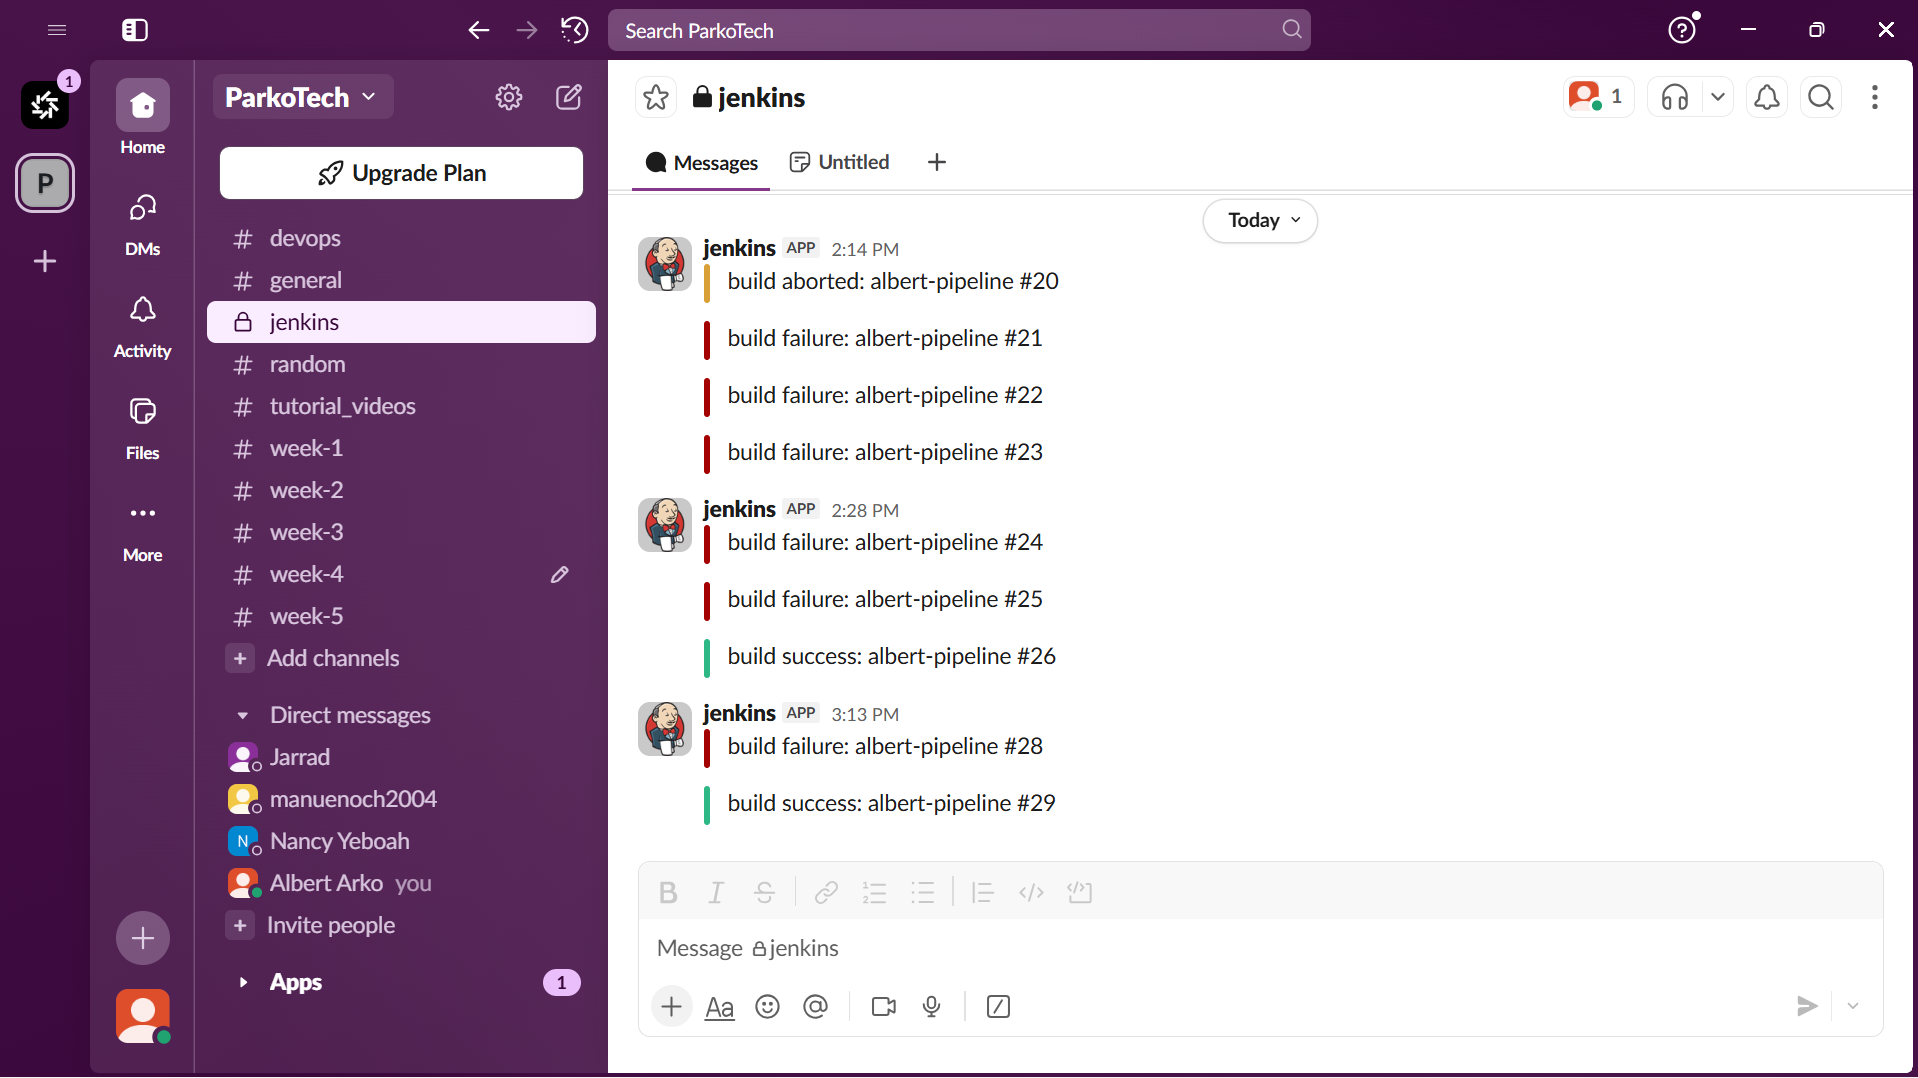 Search ParkoTech
1
P
Home
DMs
Activity
Files
More
ParkoTech
Upgrade Plan
# devops
# general
jenkins
# random
# tutorial_videos
# week-1
# week-2
# week-3
# week-4
# week-5
+ Add channels
Direct messages
Jarrad
manuenoch2004
N Nancy Yeboah
Albert Arko you
+ Invite people
Apps 1
jenkins
1
Messages
Untitled
Today
jenkins APP 2:14 PM
build aborted: albert-pipeline #20
build failure: albert-pipeline #21
build failure: albert-pipeline #22
build failure: albert-pipeline #23
jenkins APP 2:28 PM
build failure: albert-pipeline #24
build failure: albert-pipeline #25
build success: albert-pipeline #26
jenkins APP 3:13 PM
build failure: albert-pipeline #28
build success: albert-pipeline #29
Message jenkins
Aa